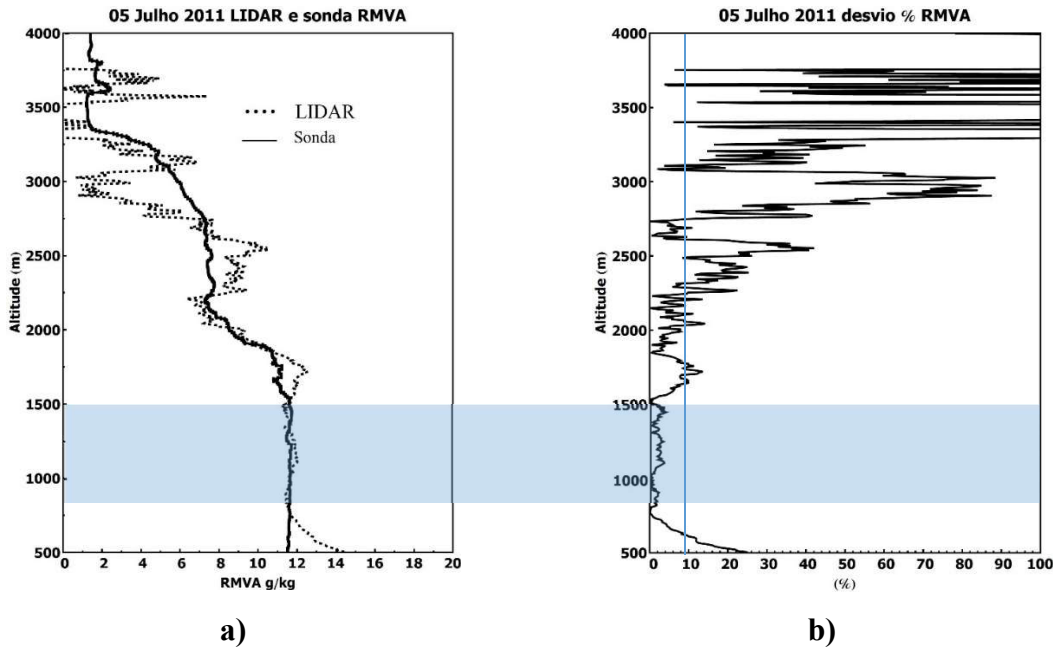 05 Julho 2011 LIDAR e sonda RMVA
4000
3500
3000
2500
2000
1500
1000
500
Altitude (m)
LIDAR
Sonda
0 2 4 6 8 10 12 14 16 18 20
RMVA g/kg
a)
05 Julho 2011 desvio % RMVA
4000
3500
3000
2500
2000
1500
1000
500
Altitude (m)
0 10 20 30 40 50 60 70 80 90 100
(%)
b)